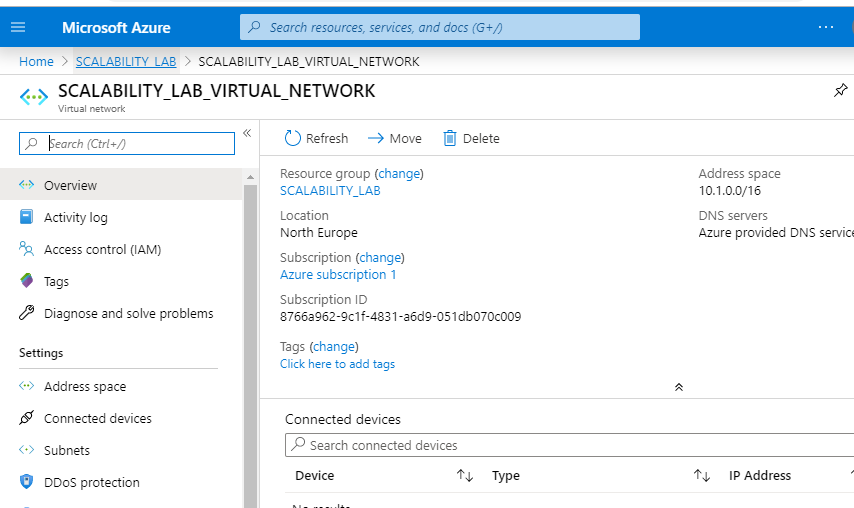 Microsoft Azure
Search resources, services, and docs (G+/)
Home > SCALABILITY_LAB > SCALABILITY_LAB_VIRTUAL_NETWORK
SCALABILITY_LAB_VIRTUAL_NETWORK
Virtual network
Search (Ctrl+/)
Overview
Activity log
Access control (IAM)
Tags
Diagnose and solve problems
Settings
Address space
Connected devices
Subnets
DDoS protection
Refresh Move Delete
Resource group (change)
SCALABILITY_LAB
Location
North Europe
Subscription (change)
Azure subscription 1
Subscription ID
8766a962-9c1f-4831-a6d9-051db070c009
Tags (change)
Click here to add tags
Address space
10.1.0.0/16
DNS servers
Azure provided DNS service
Connected devices
Search connected devices
Device Type IP Address
No results